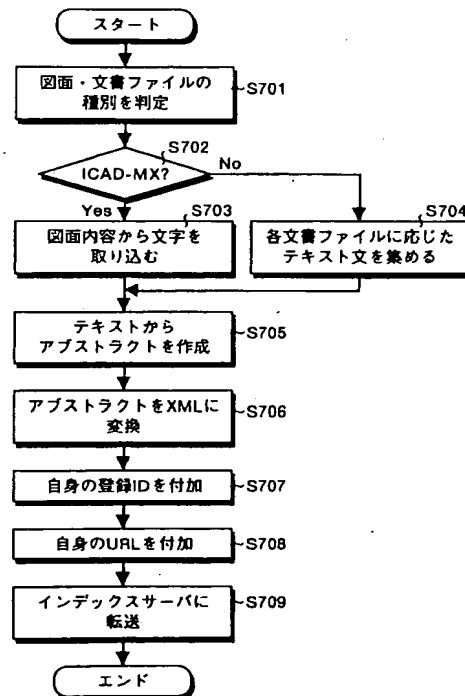 スタート
図面・文書ファイルの
種別を判定
S701
S702
ICAD-MX?
No
Yes
S703
図面内容から文字を
取り込む
S704
各文書ファイルに応じた
テキスト文を集める
テキストから
アブストラクトを作成
S705
アブストラクトをXMLに
変換
S706
自身の登録IDを付加
S707
自身のURLを付加
S708
インデックスサーバに
転送
S709
エンド